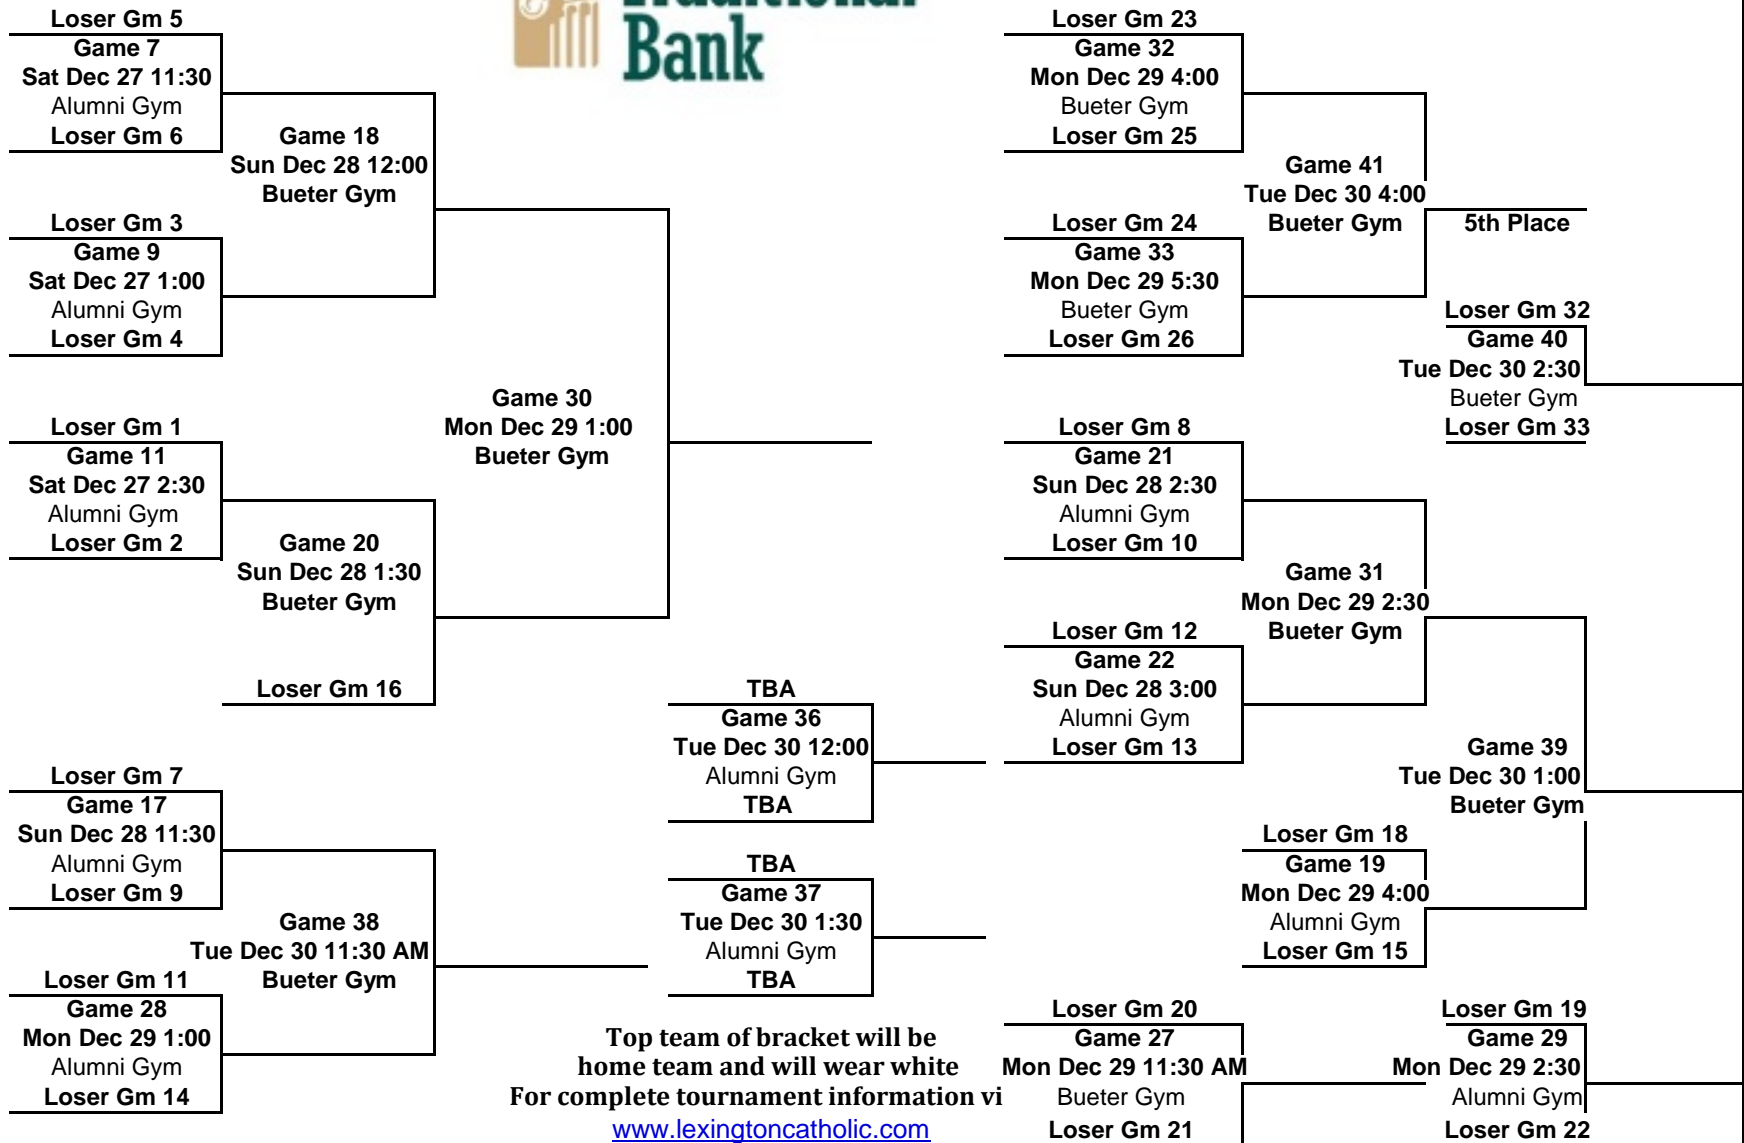 Traditional
Bank
Loser Gm 5
Game 7
Sat Dec 27 11:30
Alumni Gym
Loser Gm 6
Game 18
Sun Dec 28 12:00
Bueter Gym
Loser Gm 3
Game 9
Sat Dec 27 1:00
Alumni Gym
Loser Gm 4
Game 30
Mon Dec 29 1:00
Bueter Gym
Loser Gm 1
Game 11
Sat Dec 27 2:30
Alumni Gym
Loser Gm 2
Game 20
Sun Dec 28 1:30
Bueter Gym
Loser Gm 16
Loser Gm 7
Game 17
Sun Dec 28 11:30
Alumni Gym
Loser Gm 9
Game 38
Tue Dec 30 11:30 AM
Bueter Gym
Loser Gm 11
Game 28
Mon Dec 29 1:00
Alumni Gym
Loser Gm 14
TBA
Game 36
Tue Dec 30 12:00
Alumni Gym
TBA
TBA
Game 37
Tue Dec 30 1:30
Alumni Gym
TBA
Top team of bracket will be
home team and will wear white
For complete tournament information vi
www.lexingtoncatholic.com
Loser Gm 23
Game 32
Mon Dec 29 4:00
Bueter Gym
Loser Gm 25
Game 41
Tue Dec 30 4:00
Bueter Gym
5th Place
Loser Gm 24
Game 33
Mon Dec 29 5:30
Bueter Gym
Loser Gm 26
Loser Gm 32
Game 40
Tue Dec 30 2:30
Bueter Gym
Loser Gm 33
Loser Gm 8
Game 21
Sun Dec 28 2:30
Alumni Gym
Loser Gm 10
Game 31
Mon Dec 29 2:30
Bueter Gym
Loser Gm 12
Game 22
Sun Dec 28 3:00
Alumni Gym
Loser Gm 13
Game 39
Tue Dec 30 1:00
Bueter Gym
Loser Gm 18
Game 19
Mon Dec 29 4:00
Alumni Gym
Loser Gm 15
Loser Gm 20
Game 27
Mon Dec 29 11:30 AM
Bueter Gym
Loser Gm 21
Loser Gm 19
Game 29
Mon Dec 29 2:30
Alumni Gym
Loser Gm 22